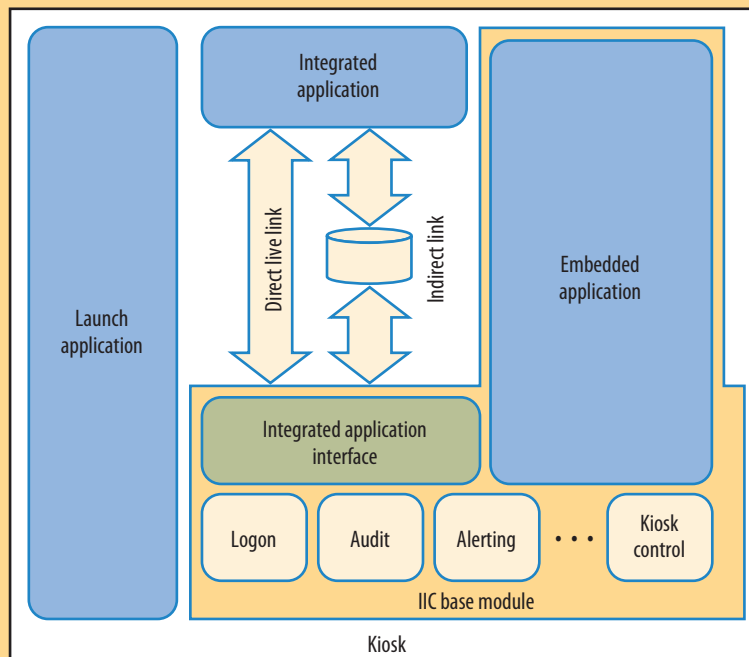 Integrated
application
Direct live link
Indirect link
Embedded
application
Launch
application
Integrated application
interface
Logon
Audit
Alerting
• • •
Kiosk
control
IIC base module
Kiosk